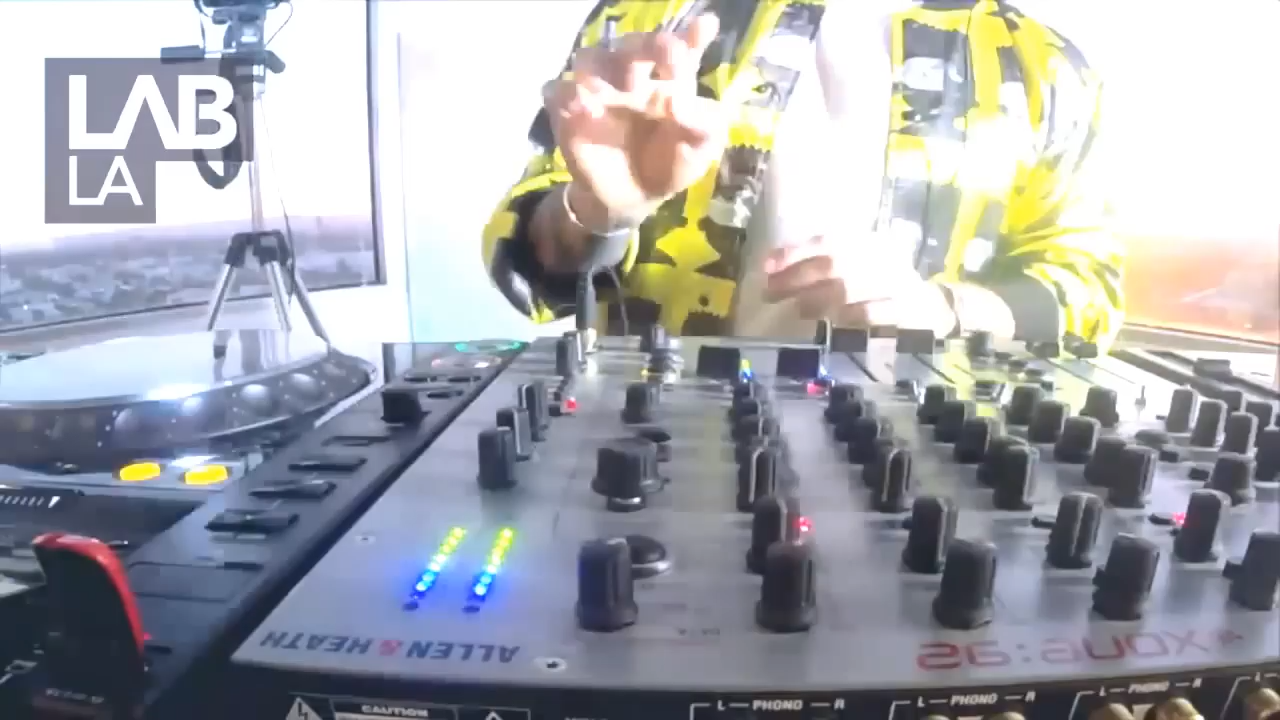 LAB
LA
ALLEN & HEATH
XONE:92
CAUTION
L PHONO R
L PHONO R
L PHONO R
L